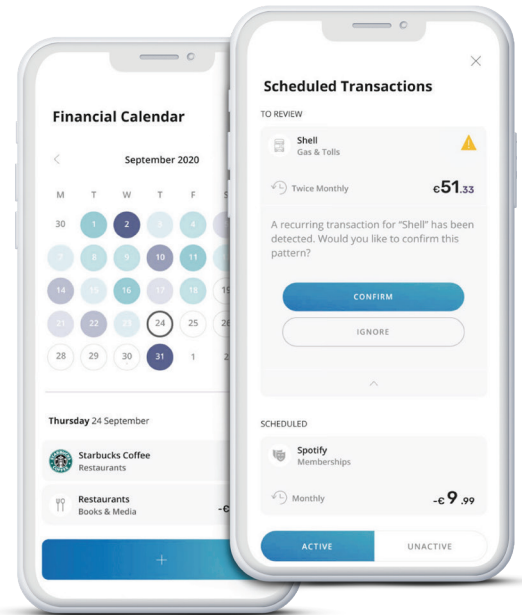 Financial Calendar
September 2020
M T W T F S
30 1 2 3 4
7 8 9 10 11
14 15 16 17 18 19
21 22 23 24 25 26
28 29 30 31 1 2
Thursday 24 September
Starbucks Coffee
Restaurants
Restaurants
Books & Media
-€
+
Scheduled Transactions
TO REVIEW
Shell
Gas & Tolls
Twice Monthly
€51.33
A recurring transaction for "Shell" has been
detected. Would you like to confirm this
pattern?
CONFIRM
IGNORE
SCHEDULED
Spotify
Memberships
Monthly
-€9.99
ACTIVE
UNACTIVE